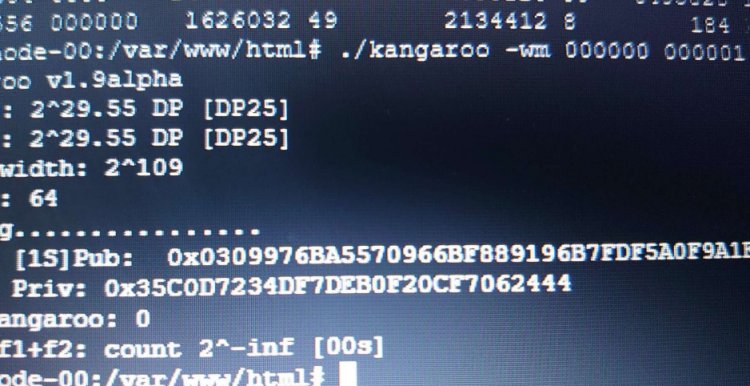 656 000000 1626032 49 2134412 8 184
ode-00:/var/www/html# ./kangaroo -wm 000000 000001
roo v1.9alpha
: 2^29.55 DP [DP25]
: 2^29.55 DP [DP25]
width: 2^109
: 64
g................
[1S]Pub: 0x0309976BA5570966BF889196B7FDF5A0F9A1B
Priv: 0x35C0D7234DF7DEB0F20CF7062444
angaroo: 0
f1+f2: count 2^-inf [00s]
ode-00:/var/www/html#